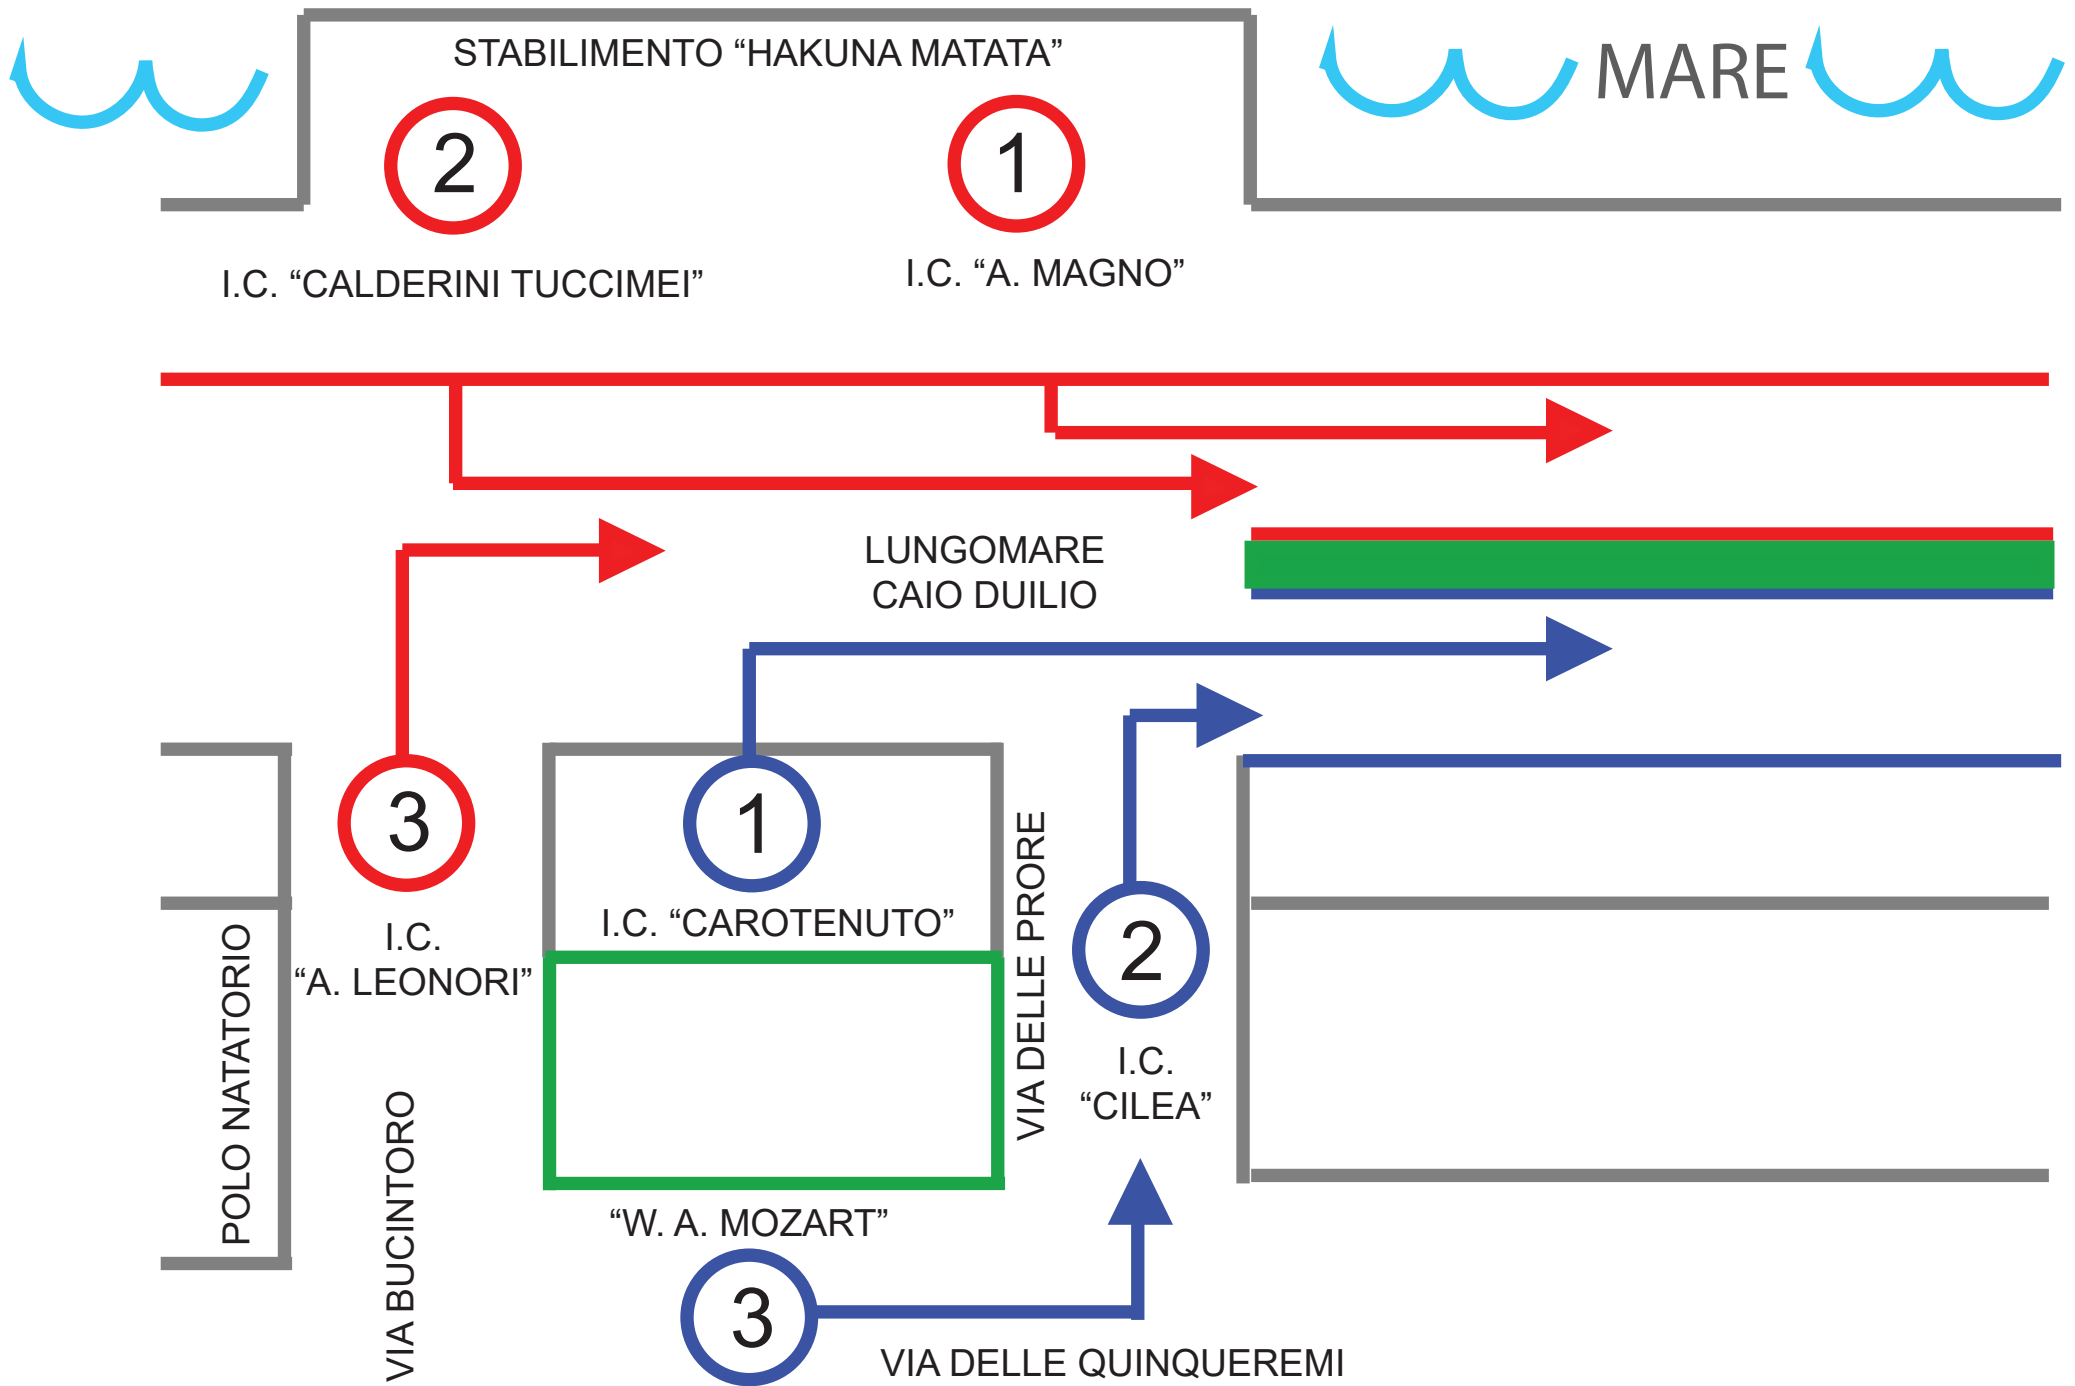 STABILIMENTO “HAKUNA MATATA”
MARE
2
1
I.C. “CALDERINI TUCCIMEI”
I.C. “A. MAGNO”
LUNGOMARE
CAIO DUILIO
3
1
2
I.C.
“A. LEONORI”
I.C. “CAROTENUTO”
VIA DELLE PRORE
I.C.
“CILEA”
POLO NATATORIO
VIA BUCINTORO
“W. A. MOZART”
3
VIA DELLE QUINQUEREMI